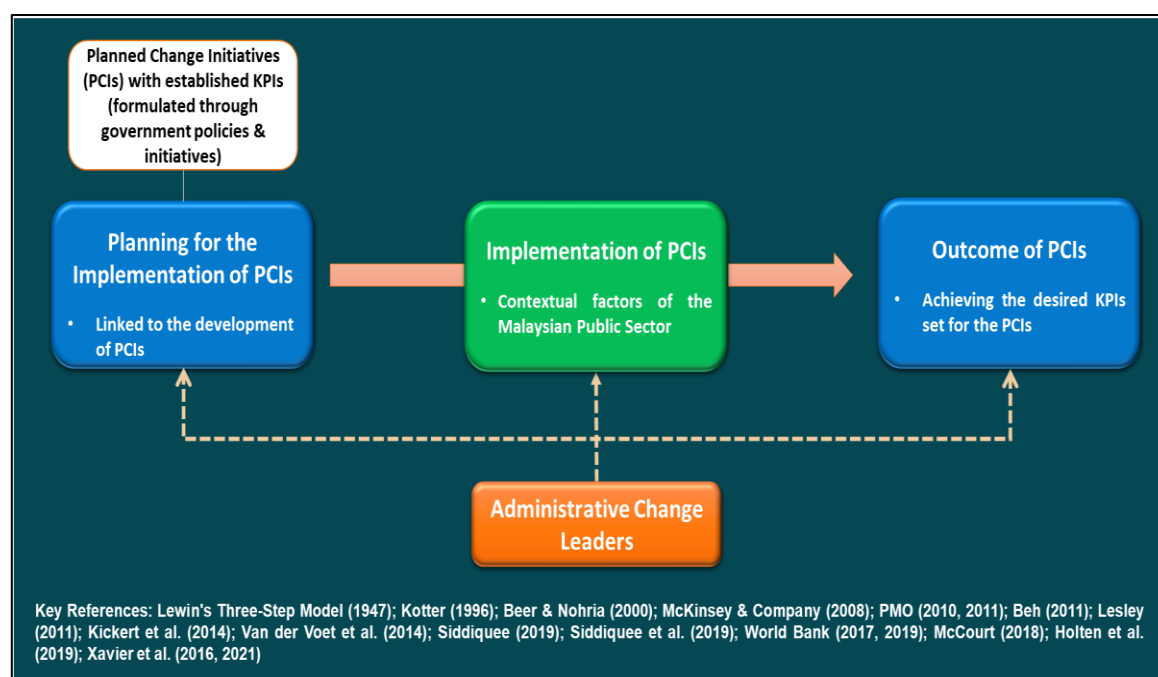 Planned Change Initiatives
(PCIs) with established KPIs
(formulated through
government policies &
initiatives)
Planning for the
Implementation of PCIs
• Linked to the development
of PCIs
Implementation of PCIs
• Contextual factors of the
Malaysian Public Sector
Outcome of PCIs
• Achieving the desired KPIs
set for the PCIs
Administrative Change
Leaders
Key References: Lewin's Three-Step Model (1947); Kotter (1996); Beer & Nohria (2000); McKinsey & Company (2008); PMO (2010, 2011); Beh (2011); Lesley
(2011); Kickert et al. (2014); Van der Voet et al. (2014); Siddiquee (2019); Siddiquee et al. (2019); World Bank (2017, 2019); McCourt (2018); Holten et al.
(2019); Xavier et al. (2016, 2021)